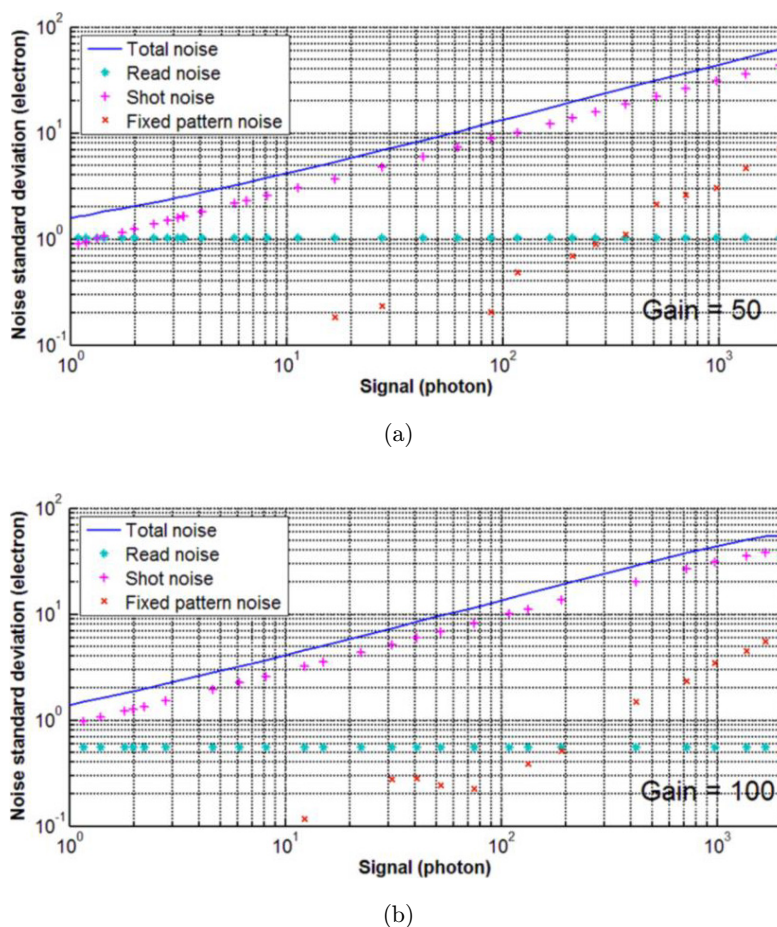 10^2
Total noise
Read noise
Shot noise
Fixed pattern noise
10^1
10^0
10^-1
Noise standard deviation (electron)
Gain = 50
10^0
10^1
10^2
10^3
Signal (photon)
(a)
10^2
Total noise
Read noise
Shot noise
Fixed pattern noise
10^1
10^0
10^-1
Noise standard deviation (electron)
Gain = 100
10^0
10^1
10^2
10^3
Signal (photon)
(b)